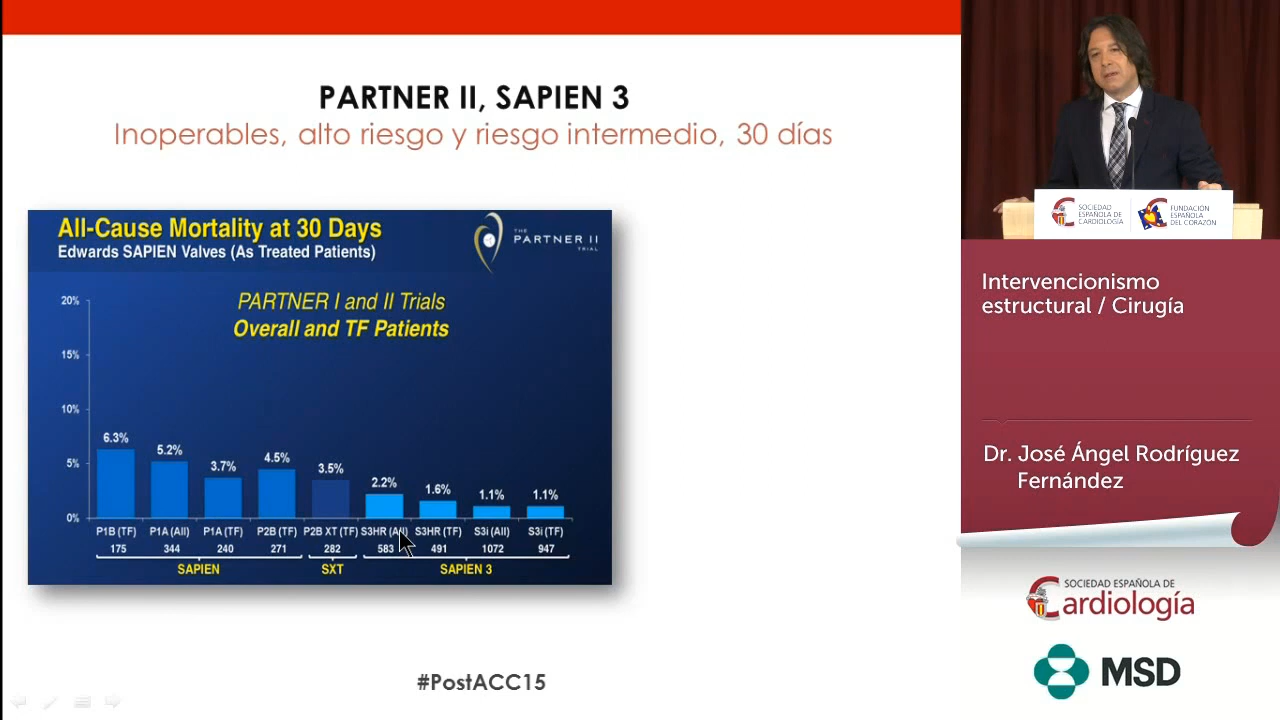 PARTNER II, SAPIEN 3
Inoperables, alto riesgo y riesgo intermedio, 30 días
All-Cause Mortality at 30 Days
Edwards SAPIEN Valves (As Treated Patients)
THE
PARTNER II
TRIAL
PARTNER I and II Trials
Overall and TF Patients
20%
15%
10%
5%
0%
6.3%
5.2%
3.7%
4.5%
3.5%
2.2%
1.6%
1.1%
1.1%
P1B (TF) P1A (All) P1A (TF) P2B (TF) P2B XT (TF) S3HR (All) S3HR (TF) S3i (All) S3i (TF)
175 344 240 271 282 583 491 1072 947
SAPIEN SXT SAPIEN 3
#PostACC15
SOCIEDAD
ESPAÑOLA DE
CARDIOLOGÍA
FUNDACIÓN
ESPAÑOLA
DEL CORAZÓN
Intervencionismo
estructural / Cirugía
Dr. José Ángel Rodríguez
Fernández
SOCIEDAD ESPAÑOLA DE
Cardiología
MSD